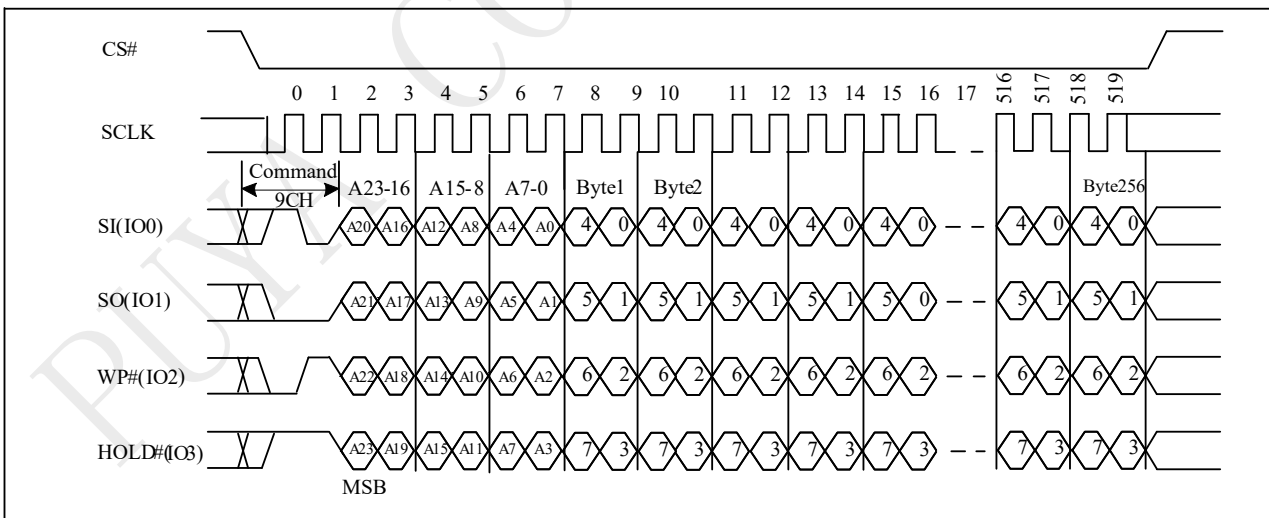 PUYA CO
CS#
0 1 2 3 4 5 6 7 8 9 10 11 12 13 14 15 16 17 516 517 518 519
SCLK
Command
9CH
A23-16 A15-8 A7-0 Byte1 Byte2 Byte256
SI(IO0) A20 A16 A12 A8 A4 A0 4 0 4 0 4 0 4 0 4 0 4 0 4 0
SO(IO1) A21 A17 A13 A9 A5 A1 5 1 5 1 5 1 5 1 5 0 5 1 5 1
WP#(IO2) A22 A18 A14 A10 A6 A2 6 2 6 2 6 2 6 2 6 2 6 2 6 2
HOLD#(IO3) A23 A19 A15 A11 A7 A3 7 3 7 3 7 3 7 3 7 3 7 3 7 3
MSB